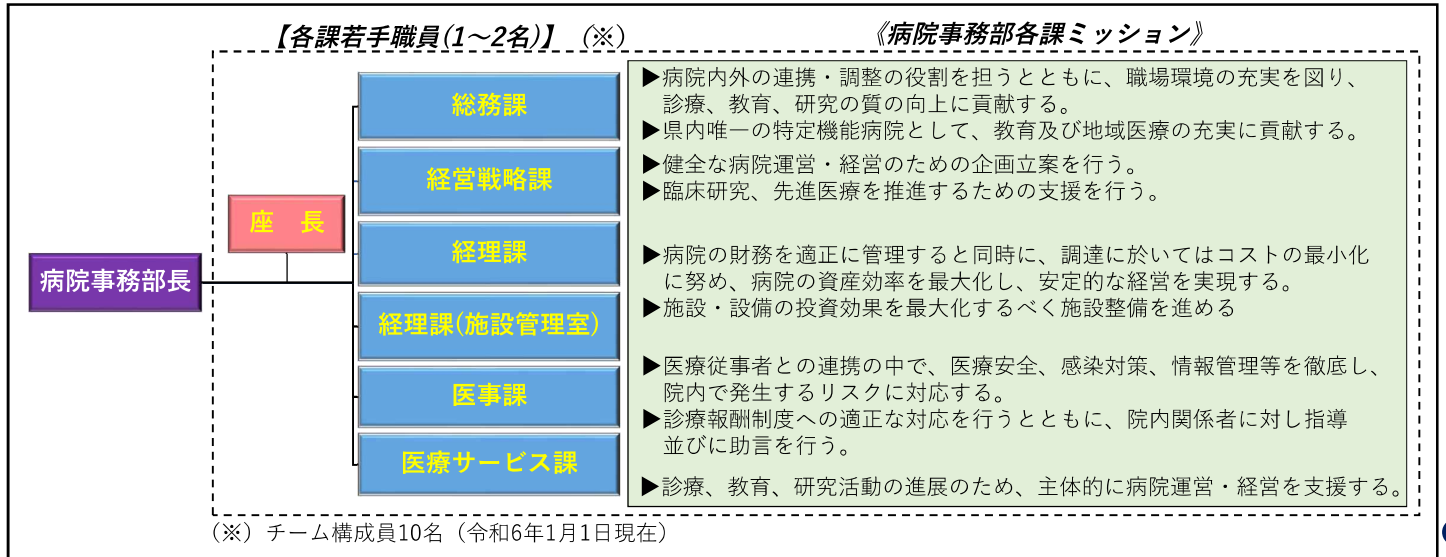 【各課若手職員(1～2名)】（※）
《病院事務部各課ミッション》
病院事務部長
座　長
総務課
経営戦略課
経理課
経理課(施設管理室)
医事課
医療サービス課
▶病院内外の連携・調整の役割を担うとともに、職場環境の充実を図り、
診療、教育、研究の質の向上に貢献する。
▶県内唯一の特定機能病院として、教育及び地域医療の充実に貢献する。
▶健全な病院運営・経営のための企画立案を行う。
▶臨床研究、先進医療を推進するための支援を行う。
▶病院の財務を適正に管理すると同時に、調達に於いてはコストの最小化
に努め、病院の資産効率を最大化し、安定的な経営を実現する。
▶施設・設備の投資効果を最大化するべく施設整備を進める
▶医療従事者との連携の中で、医療安全、感染対策、情報管理等を徹底し、
院内で発生するリスクに対応する。
▶診療報酬制度への適正な対応を行うとともに、院内関係者に対し指導
並びに助言を行う。
▶診療、教育、研究活動の進展のため、主体的に病院運営・経営を支援する。
（※）チーム構成員10名（令和6年1月1日現在）